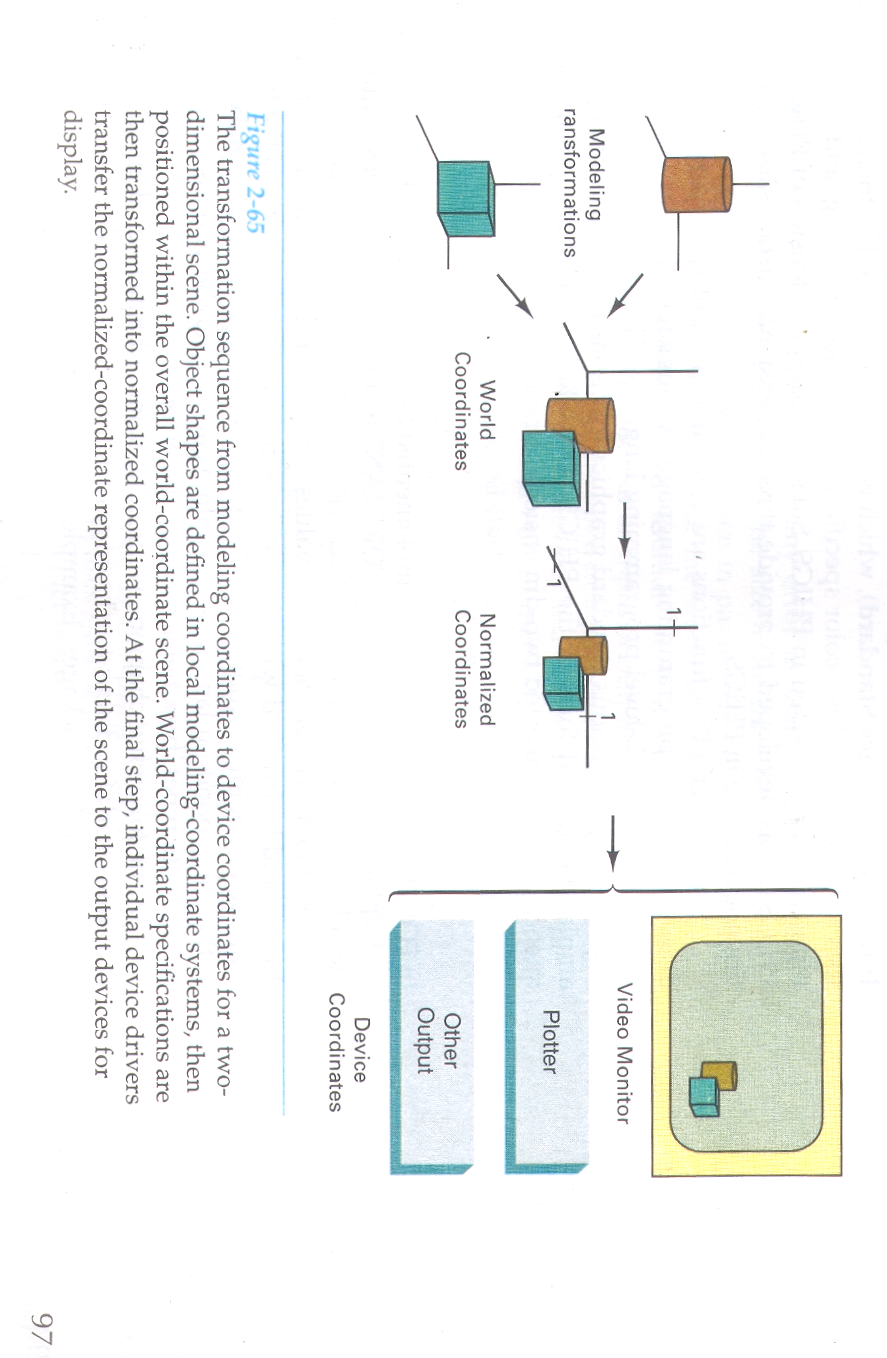 Modeling
ransformations
World
Coordinates
1
1
1
Normalized
Coordinates
Video Monitor
Plotter
Other
Output
Device
Coordinates
Figure 2-65
The transformation sequence from modeling coordinates to device coordinates for a two-
dimensional scene. Object shapes are defined in local modeling-coordinate systems, then
positioned within the overall world-coordinate scene. World-coordinate specifications are
then transformed into normalized coordinates. At the final step, individual device drivers
transfer the normalized-coordinate representation of the scene to the output devices for
display.
97